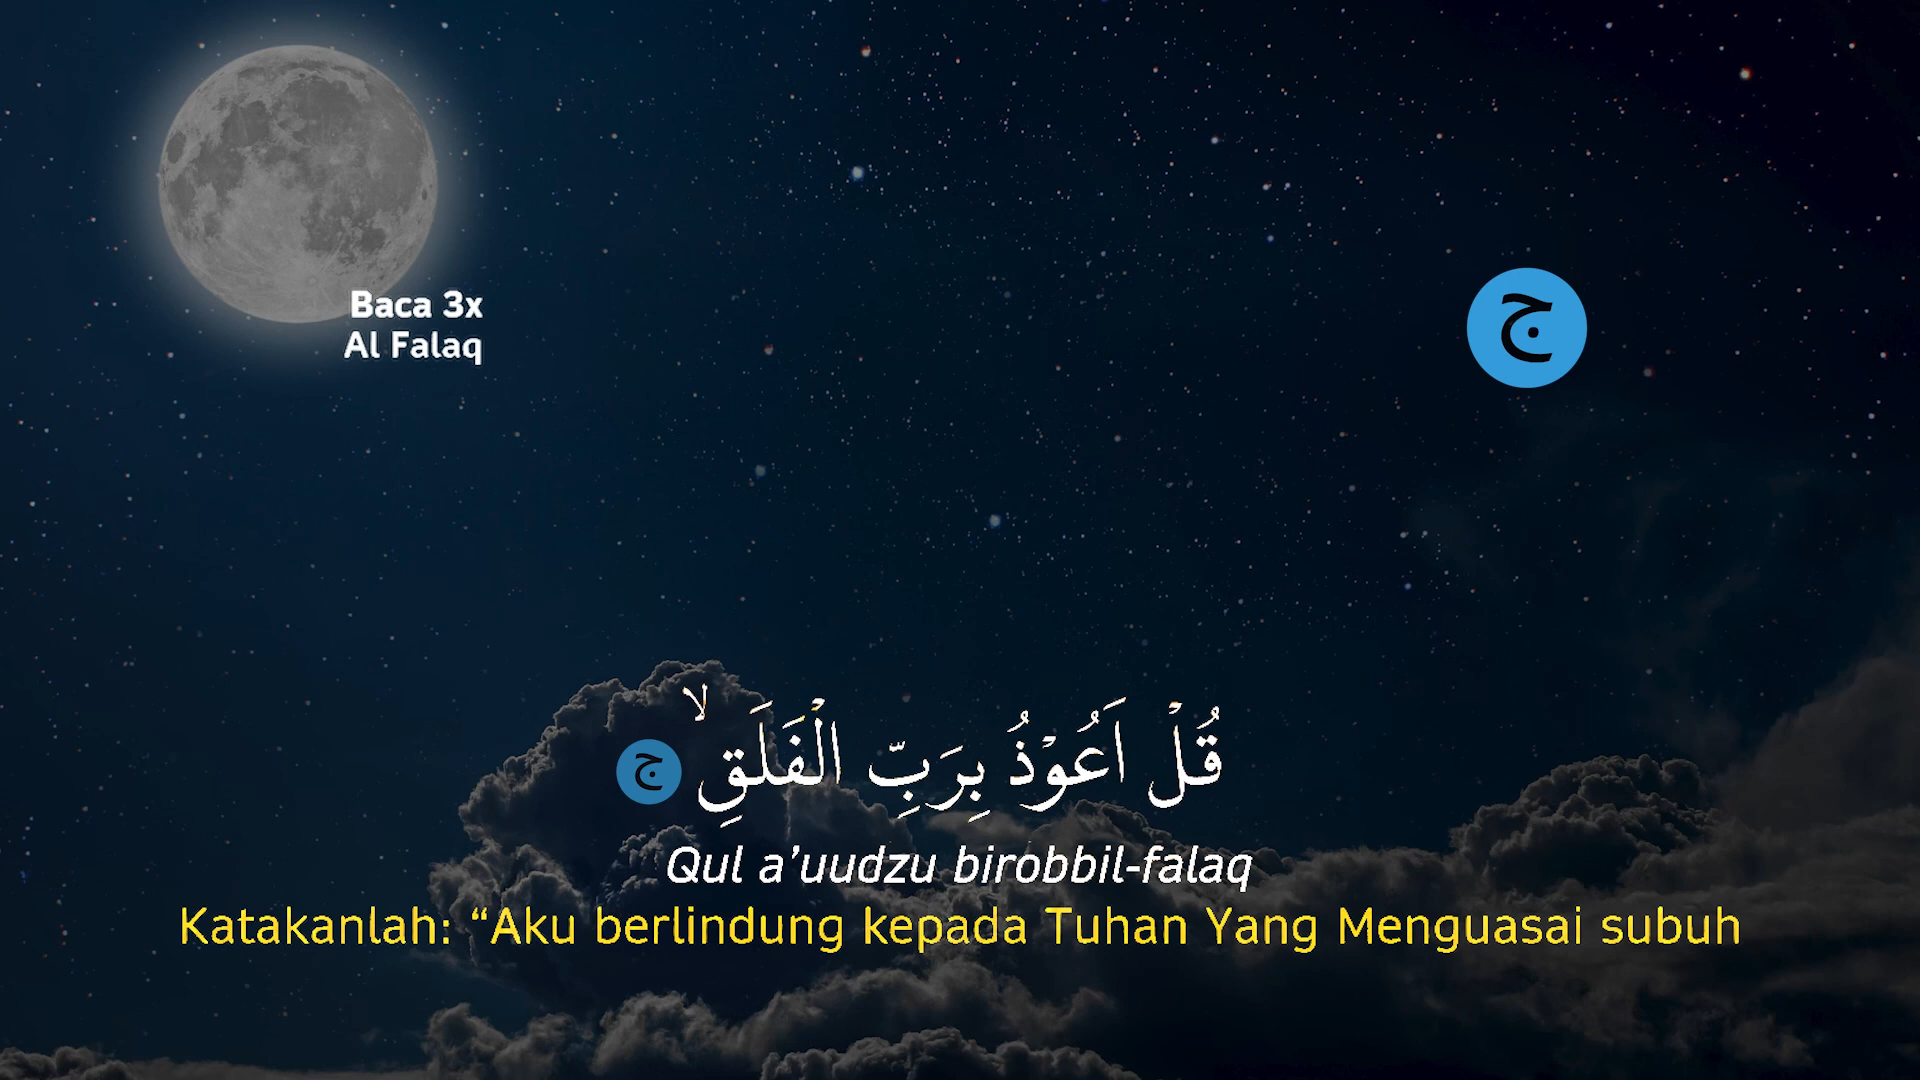 Baca 3x
Al Falaq
ج
قُلْ اَعُوْذُ بِرَبِّ الْفَلَقِۙ ج
Qul a’uudzu birobbil-falaq
Katakanlah: “Aku berlindung kepada Tuhan Yang Menguasai subuh